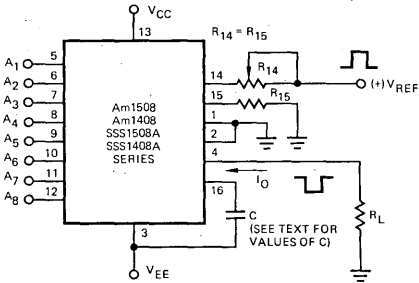 VCC
13
R14 = R15
A1 5
A2 6
A3 7
A4 8
A5 9
A6 10
A7 11
A8 12
Am1508
Am1408
SSS1508A
SSS1408A
SERIES
14 R14
(+) VREF
15 R15
1
2
4
IO
16
C
(SEE TEXT FOR
VALUES OF C)
RL
3
VEE